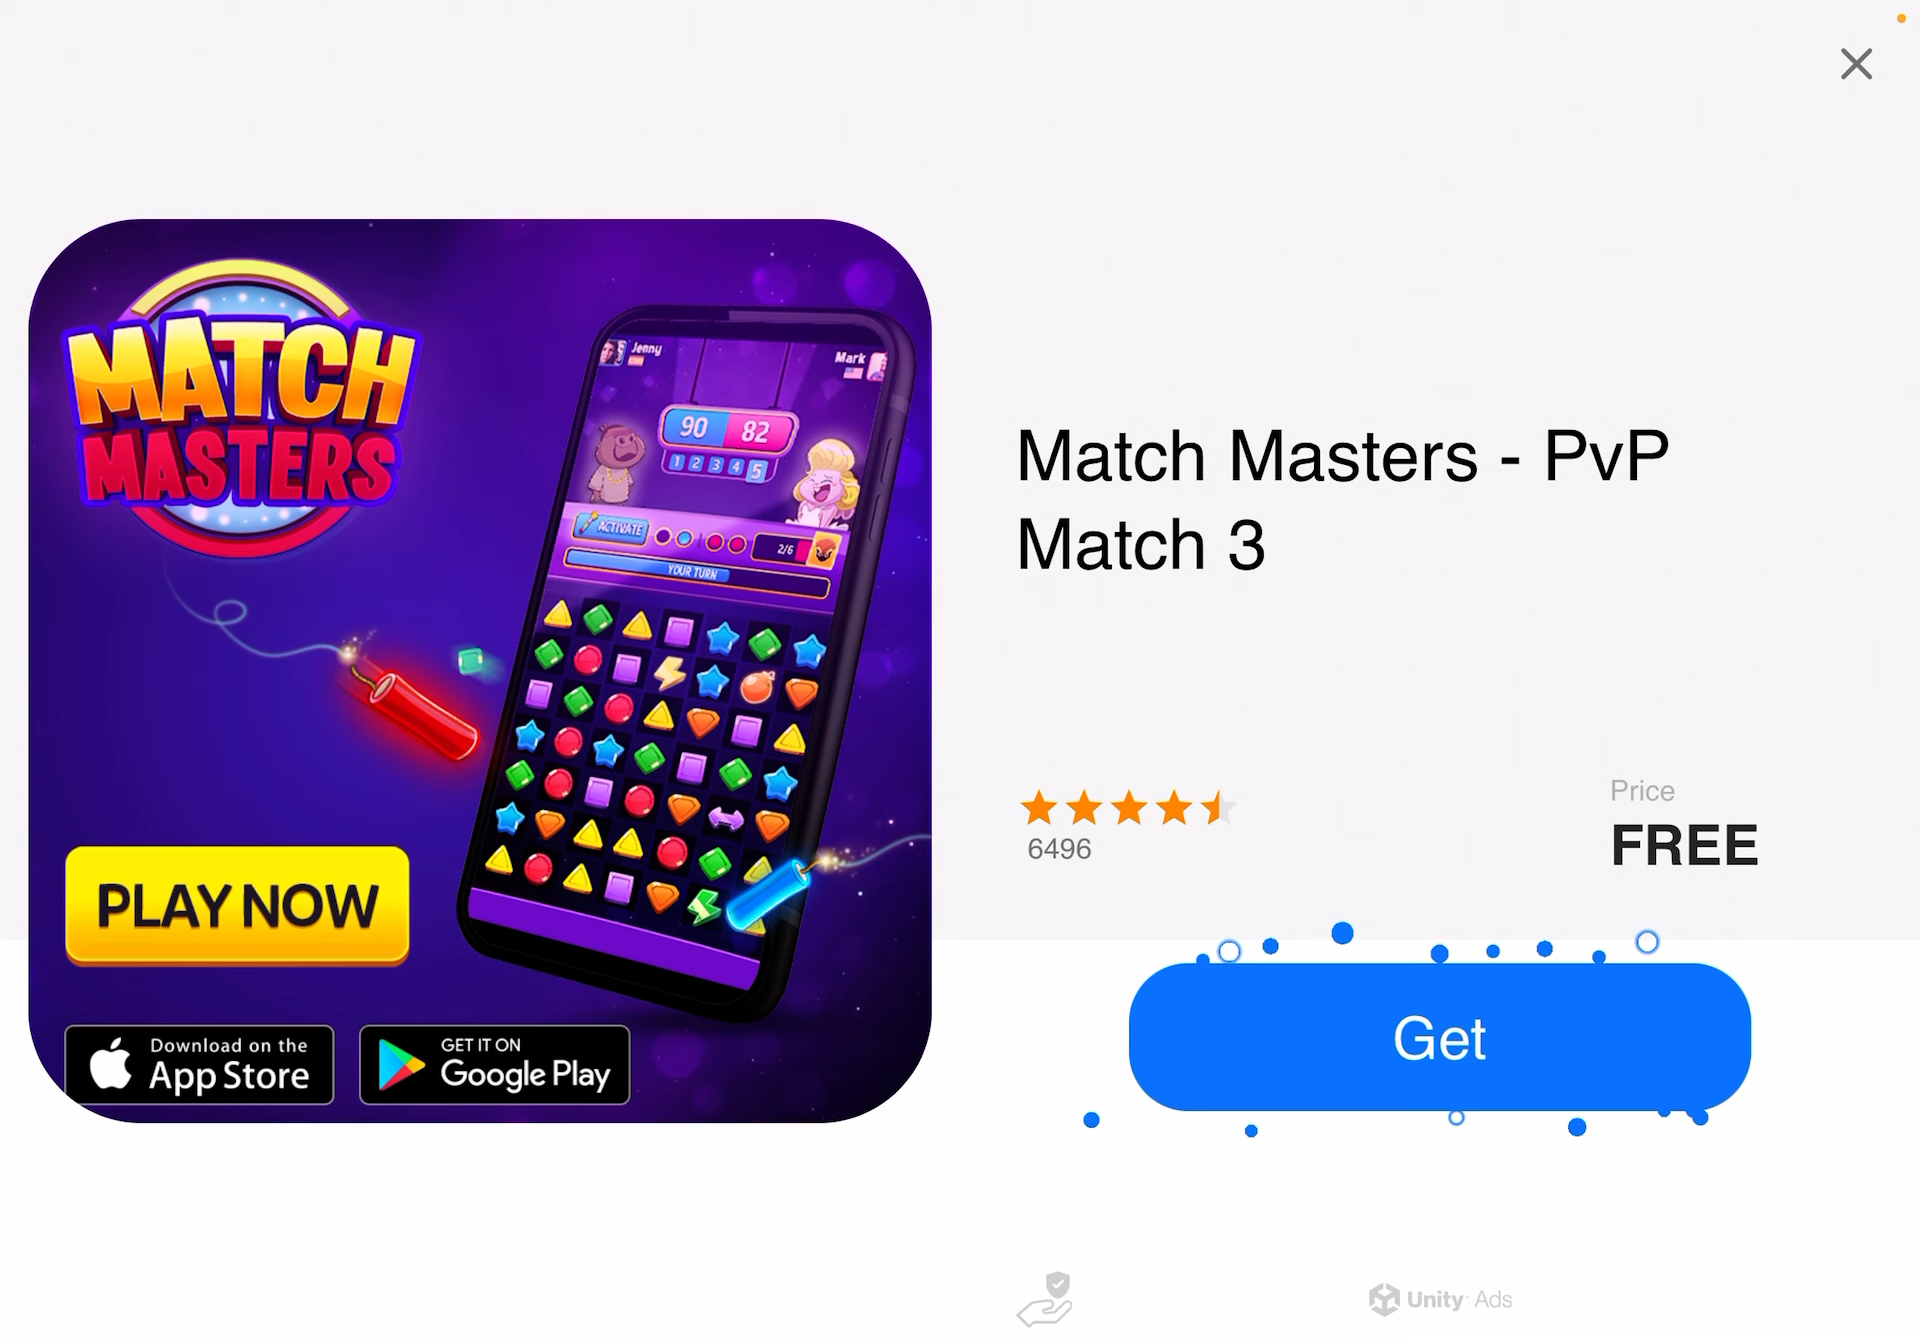 MATCH
MASTERS
Jenny
Mark
90 82
1 2 3 4 5
ACTIVATE
2/6
YOUR TURN
PLAY NOW
Download on the
App Store
GET IT ON
Google Play
Match Masters - PvP
Match 3
6496
Price
FREE
Get
Unity Ads